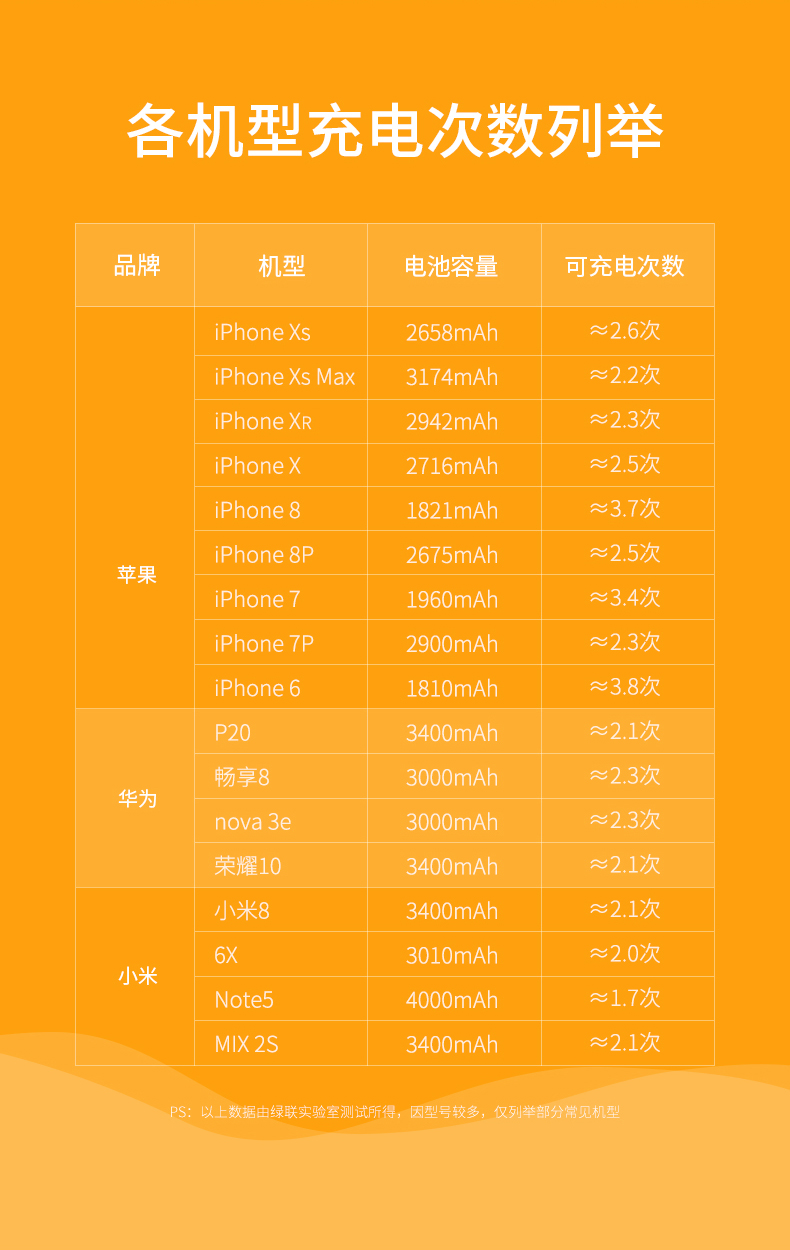 各机型充电次数列举
品牌 机型 电池容量 可充电次数
苹果
iPhone Xs 2658mAh ≈2.6次
iPhone Xs Max 3174mAh ≈2.2次
iPhone XR 2942mAh ≈2.3次
iPhone X 2716mAh ≈2.5次
iPhone 8 1821mAh ≈3.7次
iPhone 8P 2675mAh ≈2.5次
iPhone 7 1960mAh ≈3.4次
iPhone 7P 2900mAh ≈2.3次
iPhone 6 1810mAh ≈3.8次
华为
P20 3400mAh ≈2.1次
畅享8 3000mAh ≈2.3次
nova 3e 3000mAh ≈2.3次
荣耀10 3400mAh ≈2.1次
小米
小米8 3400mAh ≈2.1次
6X 3010mAh ≈2.0次
Note5 4000mAh ≈1.7次
MIX 2S 3400mAh ≈2.1次
PS：以上数据由绿联实验室测试所得，因型号较多，仅列举部分常见机型